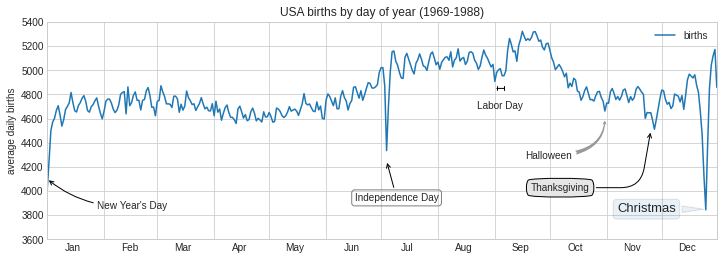 USA births by day of year (1969-1988)
births
average daily births
5400
5200
5000
4800
4600
4400
4200
4000
3800
3600
Labor Day
Halloween
Thanksgiving
Independence Day
New Year's Day
Christmas
Jan Feb Mar Apr May Jun Jul Aug Sep Oct Nov Dec